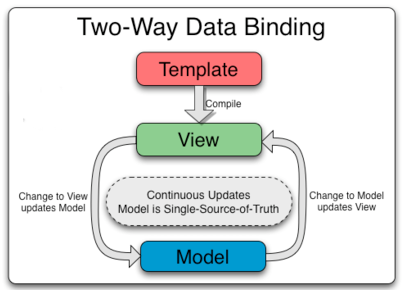 Two-Way Data Binding
Template
Compile
View
Continuous Updates
Model is Single-Source-of-Truth
Change to View
updates Model
Change to Model
updates View
Model